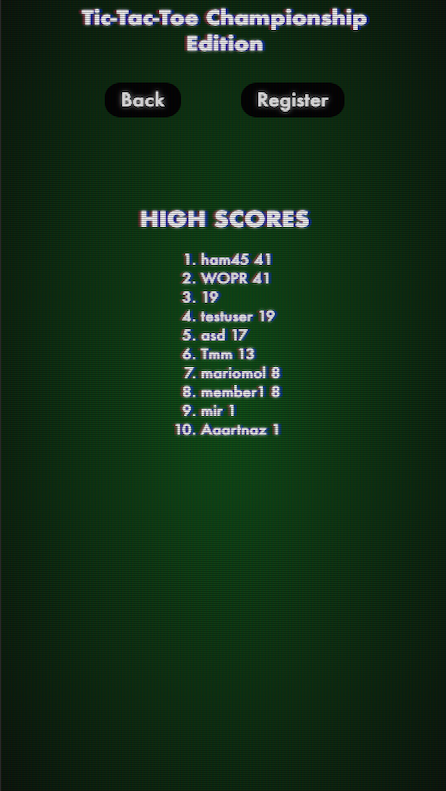 Tic-Tac-Toe Championship
Edition
Back
Register
HIGH SCORES
1. ham45 41
2. WOPR 41
3. 19
4. testuser 19
5. asd 17
6. Tmm 13
7. mariomol 8
8. member1 8
9. mir 1
10. Aaartnaz 1